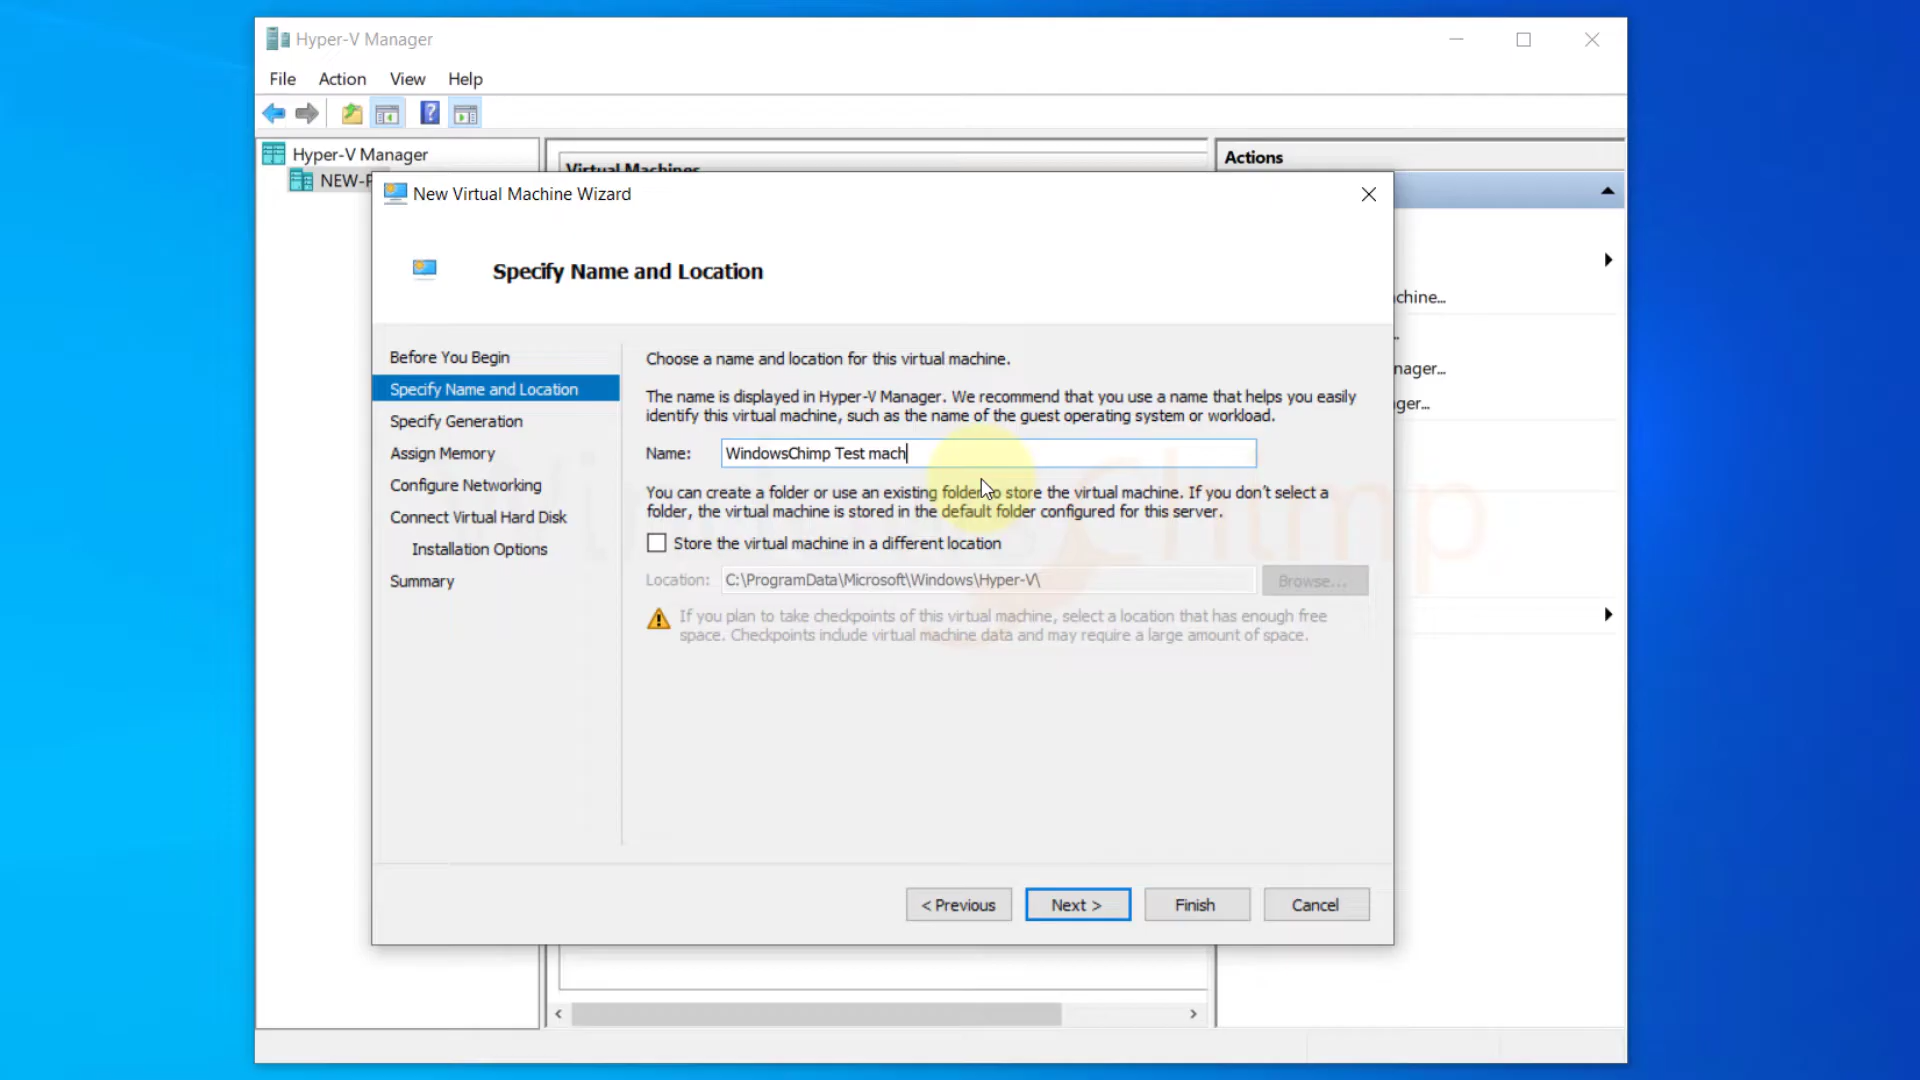 Hyper-V Manager
File Action View Help
Hyper-V Manager
NEW-P
Virtual Machines
Actions
New Virtual Machine Wizard
Specify Name and Location
Before You Begin
Specify Name and Location
Specify Generation
Assign Memory
Configure Networking
Connect Virtual Hard Disk
Installation Options
Summary
Choose a name and location for this virtual machine.
The name is displayed in Hyper-V Manager. We recommend that you use a name that helps you easily
identify this virtual machine, such as the name of the guest operating system or workload.
Name: WindowsChimp Test mach
You can create a folder or use an existing folder to store the virtual machine. If you don't select a
folder, the virtual machine is stored in the default folder configured for this server.
Store the virtual machine in a different location
Location: C:\ProgramData\Microsoft\Windows\Hyper-V\ Browse...
If you plan to take checkpoints of this virtual machine, select a location that has enough free
space. Checkpoints include virtual machine data and may require a large amount of space.
< Previous Next > Finish Cancel
achine...
nager...
ger...